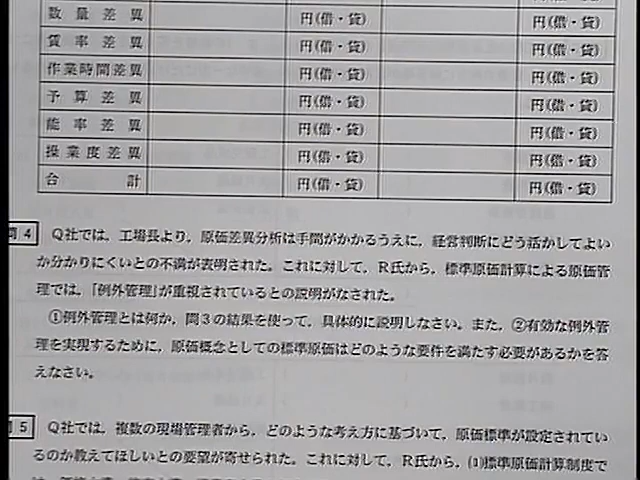 数量差異 円(借・貸) 円(借・貸)
賃率差異 円(借・貸) 円(借・貸)
作業時間差異 円(借・貸) 円(借・貸)
予算差異 円(借・貸) 円(借・貸)
能率差異 円(借・貸) 円(借・貸)
操業度差異 円(借・貸) 円(借・貸)
合計 円(借・貸) 円(借・貸)
問4 Q社では，工場長より，原価差異分析は手間がかかるうえに，経営判断にどう活かしてよい
か分かりにくいとの不満が表明された。これに対して，R氏から，標準原価計算による原価管
理では，「例外管理」が重視されているとの説明がなされた。
①例外管理とは何か，問3の結果を使って，具体的に説明しなさい。また，②有効な例外管
理を実現するために，原価概念としての標準原価はどのような要件を満たす必要があるかを答
えなさい。
5 Q社では，複数の現場管理者から，どのような考え方に基づいて，原価標準が設定されてい
るのか教えてほしいとの要望が寄せられた。これに対して，R氏から，(1)標準原価計算制度で